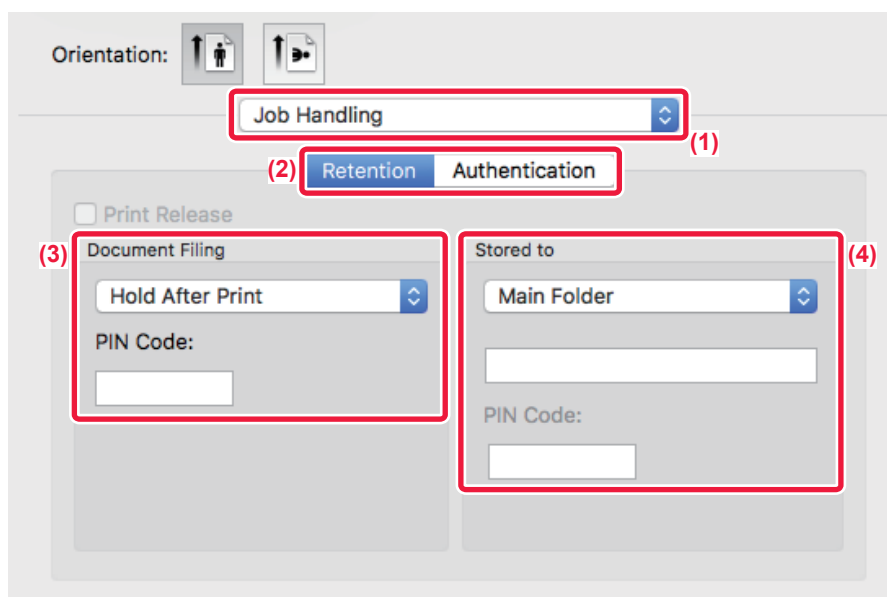 Orientation:
Job Handling
(1)
(2)
Retention Authentication
Print Release
(3)
Document Filing
Hold After Print
PIN Code:
Stored to
(4)
Main Folder
PIN Code: